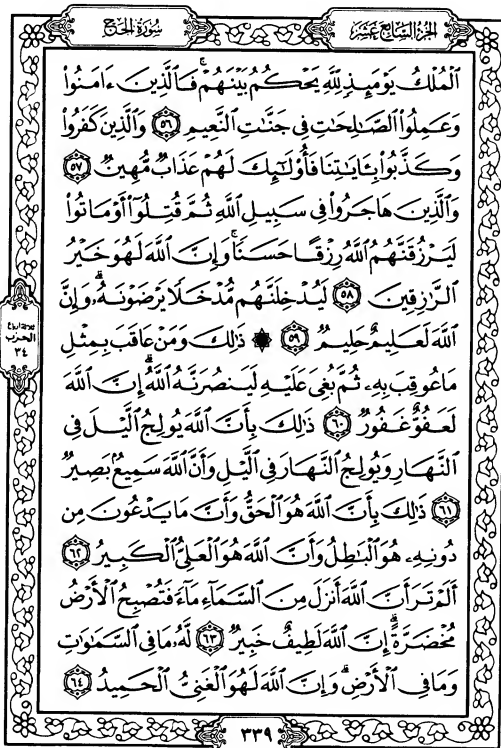 الجزء السابع عشر
سورة الحج
ٱلْمُلْكُ يَوْمَئِذٍ لِّلَّهِ يَحْكُمُ بَيْنَهُمْ ۚ فَٱلَّذِينَ ءَامَنُوا۟
وَعَمِلُوا۟ ٱلصَّـٰلِحَـٰتِ فِى جَنَّـٰتِ ٱلنَّعِيمِ ٥٦ وَٱلَّذِينَ كَفَرُوا۟
وَكَذَّبُوا۟ بِـَٔايَـٰتِنَا فَأُو۟لَـٰٓئِكَ لَهُمْ عَذَابٌ مُّهِينٌ ٥٧
وَٱلَّذِينَ هَاجَرُوا۟ فِى سَبِيلِ ٱللَّهِ ثُمَّ قُتِلُوٓا۟ أَوْ مَاتُوا۟
لَيَرْزُقَنَّهُمُ ٱللَّهُ رِزْقًا حَسَنًا ۚ وَإِنَّ ٱللَّهَ لَهُوَ خَيْرُ
ٱلرَّٰزِقِينَ ٥٨ لَيُدْخِلَنَّهُم مُّدْخَلًا يَرْضَوْنَهُۥ ۗ وَإِنَّ
ٱللَّهَ لَعَلِيمٌ حَلِيمٌ ٥٩ ۞ ذَٰلِكَ وَمَنْ عَاقَبَ بِمِثْلِ
مَا عُوقِبَ بِهِۦ ثُمَّ بُغِىَ عَلَيْهِ لَيَنصُرَنَّهُ ٱللَّهُ ۗ إِنَّ ٱللَّهَ
لَعَفُوٌّ غَفُورٌ ٦٠ ذَٰلِكَ بِأَنَّ ٱللَّهَ يُولِجُ ٱلَّيْلَ فِى
ٱلنَّهَارِ وَيُولِجُ ٱلنَّهَارَ فِى ٱلَّيْلِ وَأَنَّ ٱللَّهَ سَمِيعٌۢ بَصِيرٌ
٦١ ذَٰلِكَ بِأَنَّ ٱللَّهَ هُوَ ٱلْحَقُّ وَأَنَّ مَا يَدْعُونَ مِن
دُونِهِۦ هُوَ ٱلْبَـٰطِلُ وَأَنَّ ٱللَّهَ هُوَ ٱلْعَلِىُّ ٱلْكَبِيرُ ٦٢
أَلَمْ تَرَ أَنَّ ٱللَّهَ أَنزَلَ مِنَ ٱلسَّمَآءِ مَآءً فَتُصْبِحُ ٱلْأَرْضُ
مُخْضَرَّةً ۗ إِنَّ ٱللَّهَ لَطِيفٌ خَبِيرٌ ٦٣ لَّهُۥ مَا فِى ٱلسَّمَـٰوَٰتِ
وَمَا فِى ٱلْأَرْضِ ۗ وَإِنَّ ٱللَّهَ لَهُوَ ٱلْغَنِىُّ ٱلْحَمِيدُ ٦٤
ثلاثة أرباع
الحزب
٣٤
٣٣٩